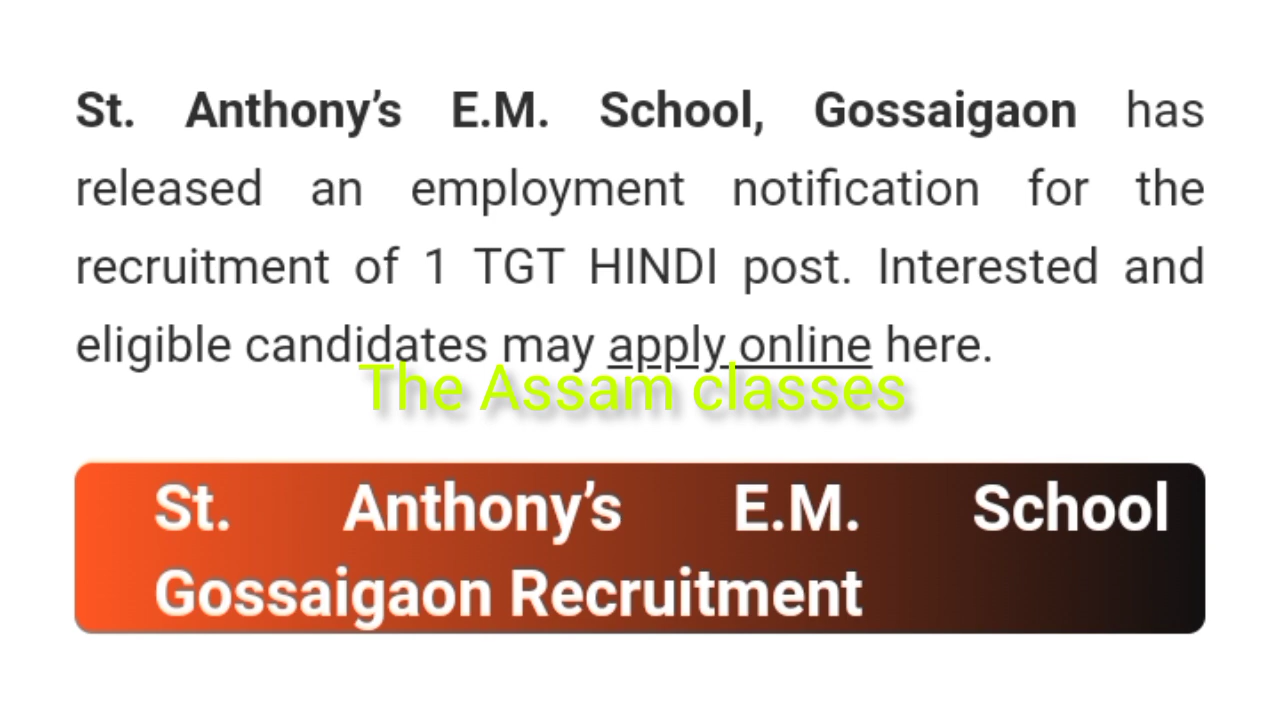 St. Anthony’s E.M. School, Gossaigaon has
released an employment notification for the
recruitment of 1 TGT HINDI post. Interested and
eligible candidates may apply online here.
The Assam classes
St. Anthony’s E.M. School
Gossaigaon Recruitment